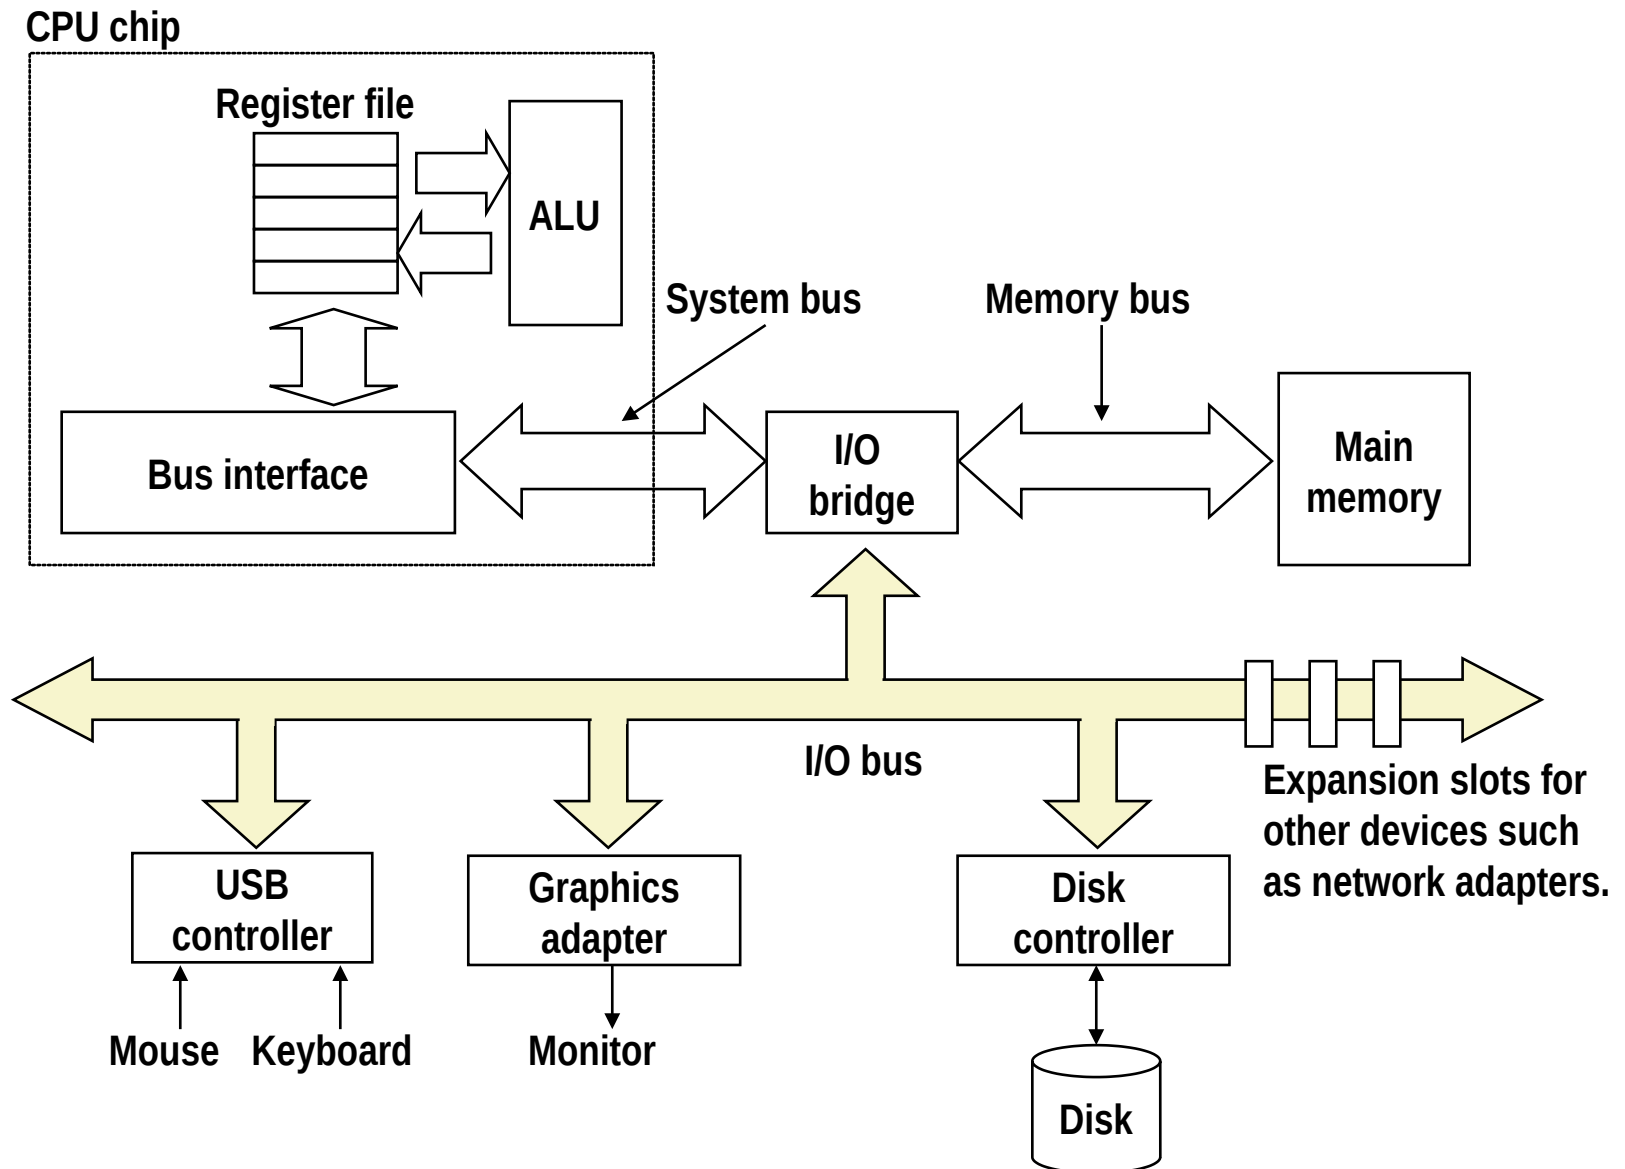 CPU chip
Register file
ALU
System bus
Memory bus
Bus interface
I/O
bridge
Main
memory
I/O bus
Expansion slots for
other devices such
as network adapters.
USB
controller
Graphics
adapter
Disk
controller
Mouse
Keyboard
Monitor
Disk